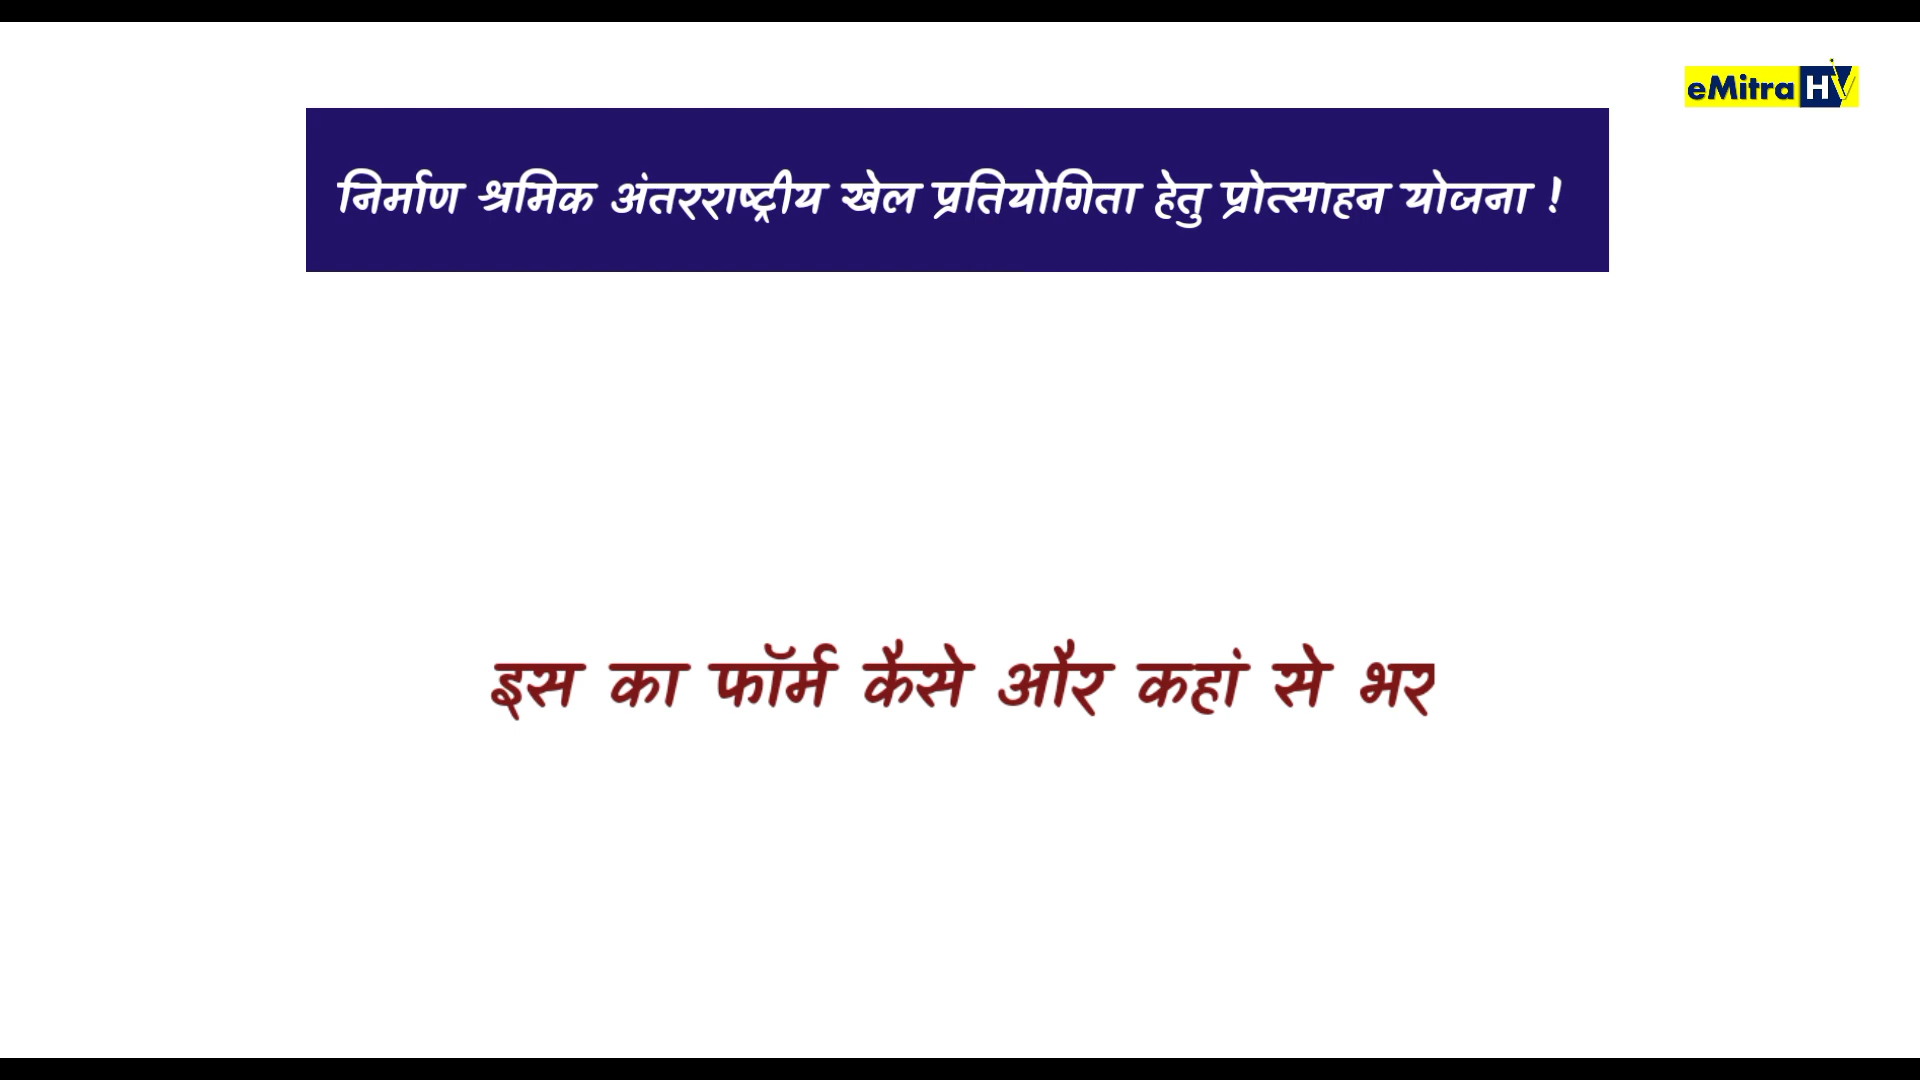 eMitra HV
निर्माण श्रमिक अंतरराष्ट्रीय खेल प्रतियोगिता हेतु प्रोत्साहन योजना !
इस का फॉर्म कैसे और कहां से भर